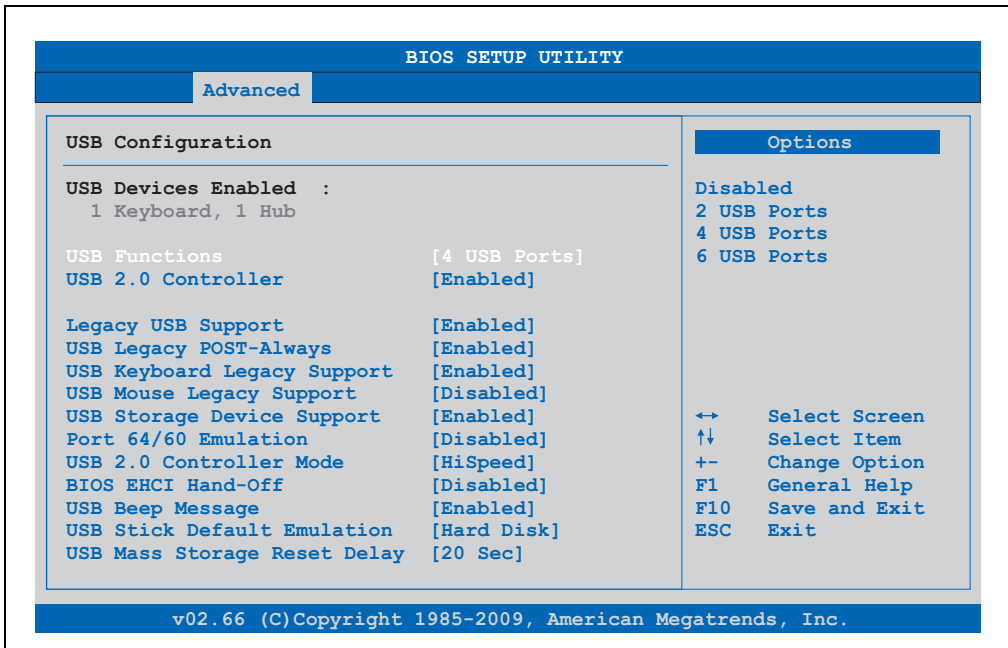 BIOS SETUP UTILITY
Advanced
USB Configuration
USB Devices Enabled :
1 Keyboard, 1 Hub
USB Functions [4 USB Ports]
USB 2.0 Controller [Enabled]
Legacy USB Support [Enabled]
USB Legacy POST-Always [Enabled]
USB Keyboard Legacy Support [Enabled]
USB Mouse Legacy Support [Disabled]
USB Storage Device Support [Enabled]
Port 64/60 Emulation [Disabled]
USB 2.0 Controller Mode [HiSpeed]
BIOS EHCI Hand-Off [Disabled]
USB Beep Message [Enabled]
USB Stick Default Emulation [Hard Disk]
USB Mass Storage Reset Delay [20 Sec]
Options
Disabled
2 USB Ports
4 USB Ports
6 USB Ports
↔ Select Screen
↑↓ Select Item
+- Change Option
F1 General Help
F10 Save and Exit
ESC Exit
v02.66 (C)Copyright 1985-2009, American Megatrends, Inc.